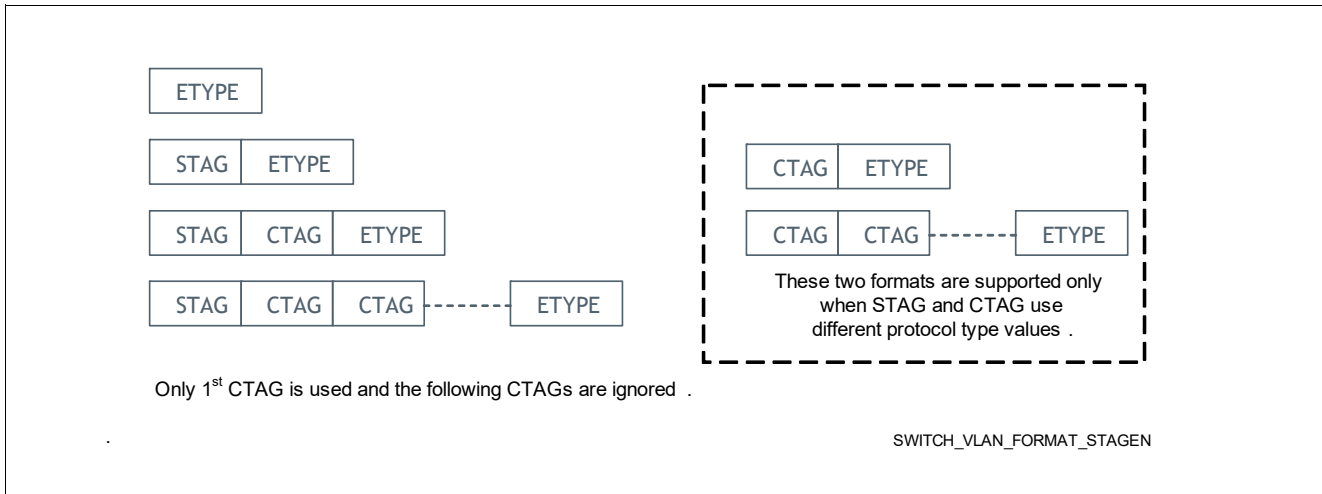 ETYPE
STAG ETYPE
STAG CTAG ETYPE
STAG CTAG CTAG ETYPE
Only 1st CTAG is used and the following CTAGs are ignored .
CTAG ETYPE
CTAG CTAG ETYPE
These two formats are supported only
when STAG and CTAG use
different protocol type values .
.
SWITCH_VLAN_FORMAT_STAGEN